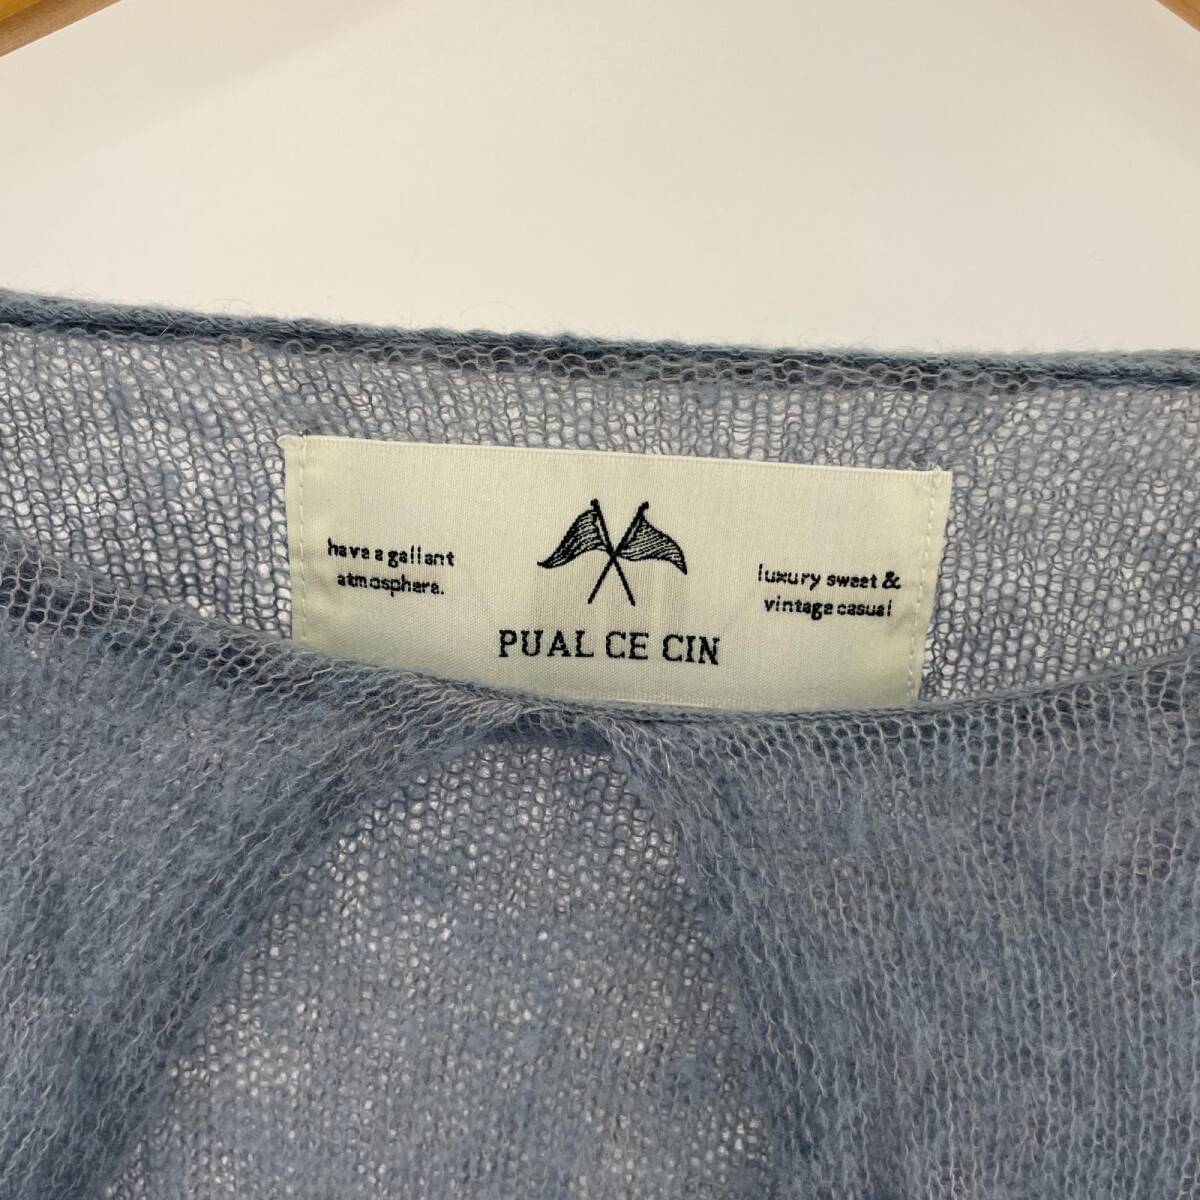 have a gallant
atmosphere.
luxury sweet &
vintage casual
PUAL CE CIN